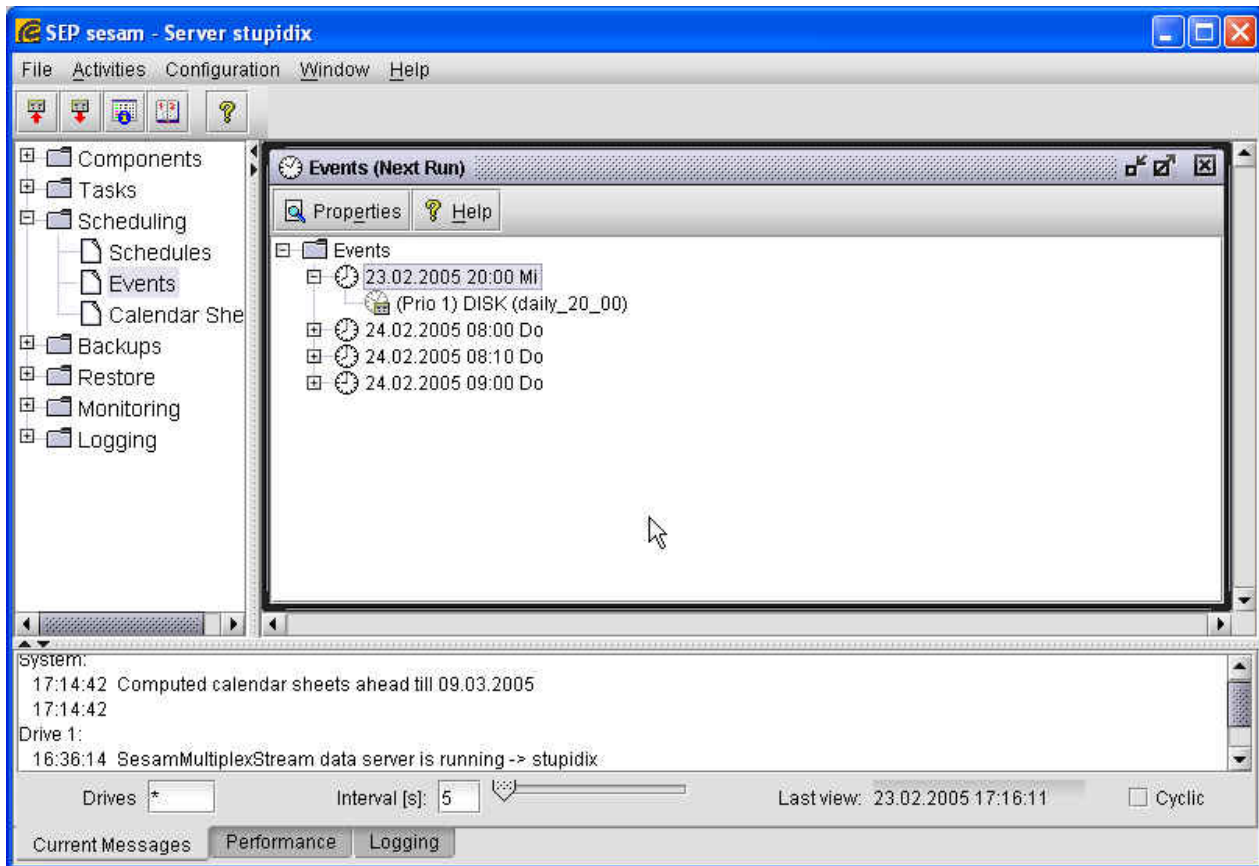 SEP sesam - Server stupidix
File Activities Configuration Window Help
Components
Tasks
Scheduling
Schedules
Events
Calendar She
Backups
Restore
Monitoring
Logging
Events (Next Run)
Properties Help
Events
23.02.2005 20:00 Mi
(Prio 1) DISK (daily_20_00)
24.02.2005 08:00 Do
24.02.2005 08:10 Do
24.02.2005 09:00 Do
System:
17:14:42 Computed calendar sheets ahead till 09.03.2005
17:14:42
Drive 1:
16:36:14 SesamMultiplexStream data server is running -> stupidix
Drives * Interval [s]: 5 Last view: 23.02.2005 17:16:11 Cyclic
Current Messages Performance Logging